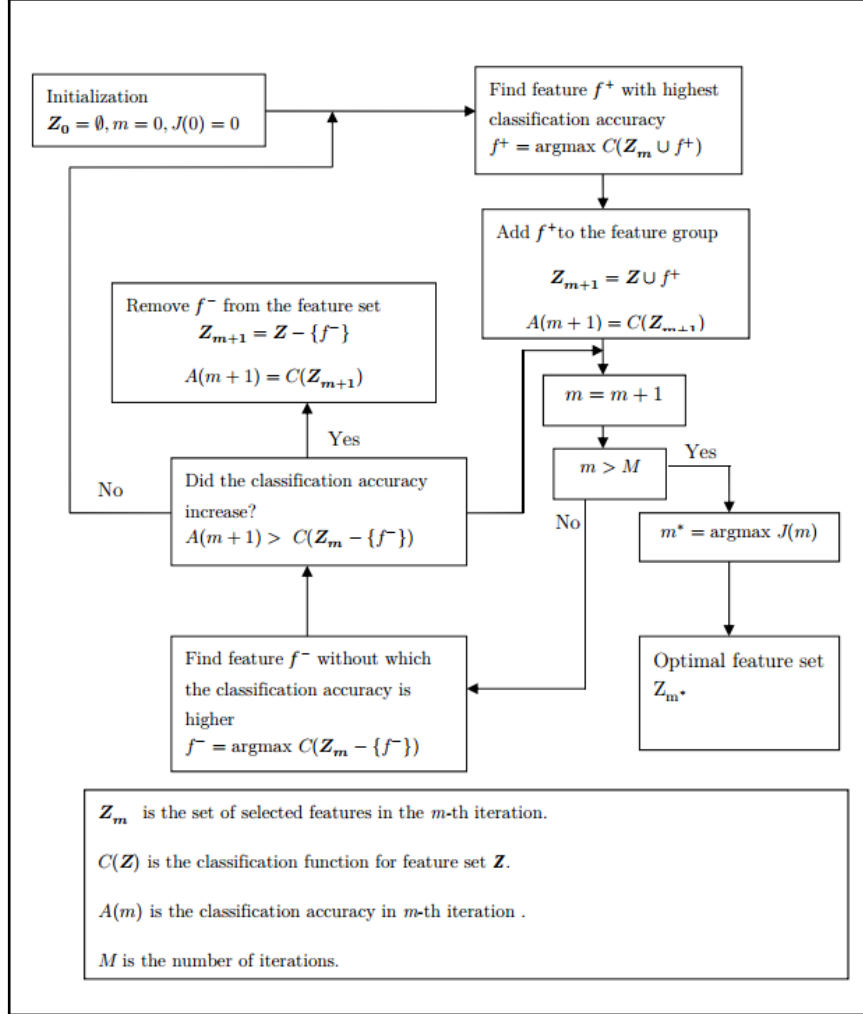 Initialization
Z₀ = ∅, m = 0, J(0) = 0
Find feature f⁺ with highest
classification accuracy
f⁺ = argmax C(Zₘ ∪ f⁺)
Add f⁺to the feature group
Zₘ₊₁ = Z ∪ f⁺
A(m + 1) = C(Zₘ₊₁)
Remove f⁻ from the feature set
Zₘ₊₁ = Z − {f⁻}
A(m + 1) = C(Zₘ₊₁)
m = m + 1
Yes
m > M
Yes
No
Did the classification accuracy
increase?
A(m + 1) > C(Zₘ − {f⁻})
No
m* = argmax J(m)
Find feature f⁻ without which
the classification accuracy is
higher
f⁻ = argmax C(Zₘ − {f⁻})
Optimal feature set
Zₘ*
Zₘ is the set of selected features in the m-th iteration.
C(Z) is the classification function for feature set Z.
A(m) is the classification accuracy in m-th iteration .
M is the number of iterations.